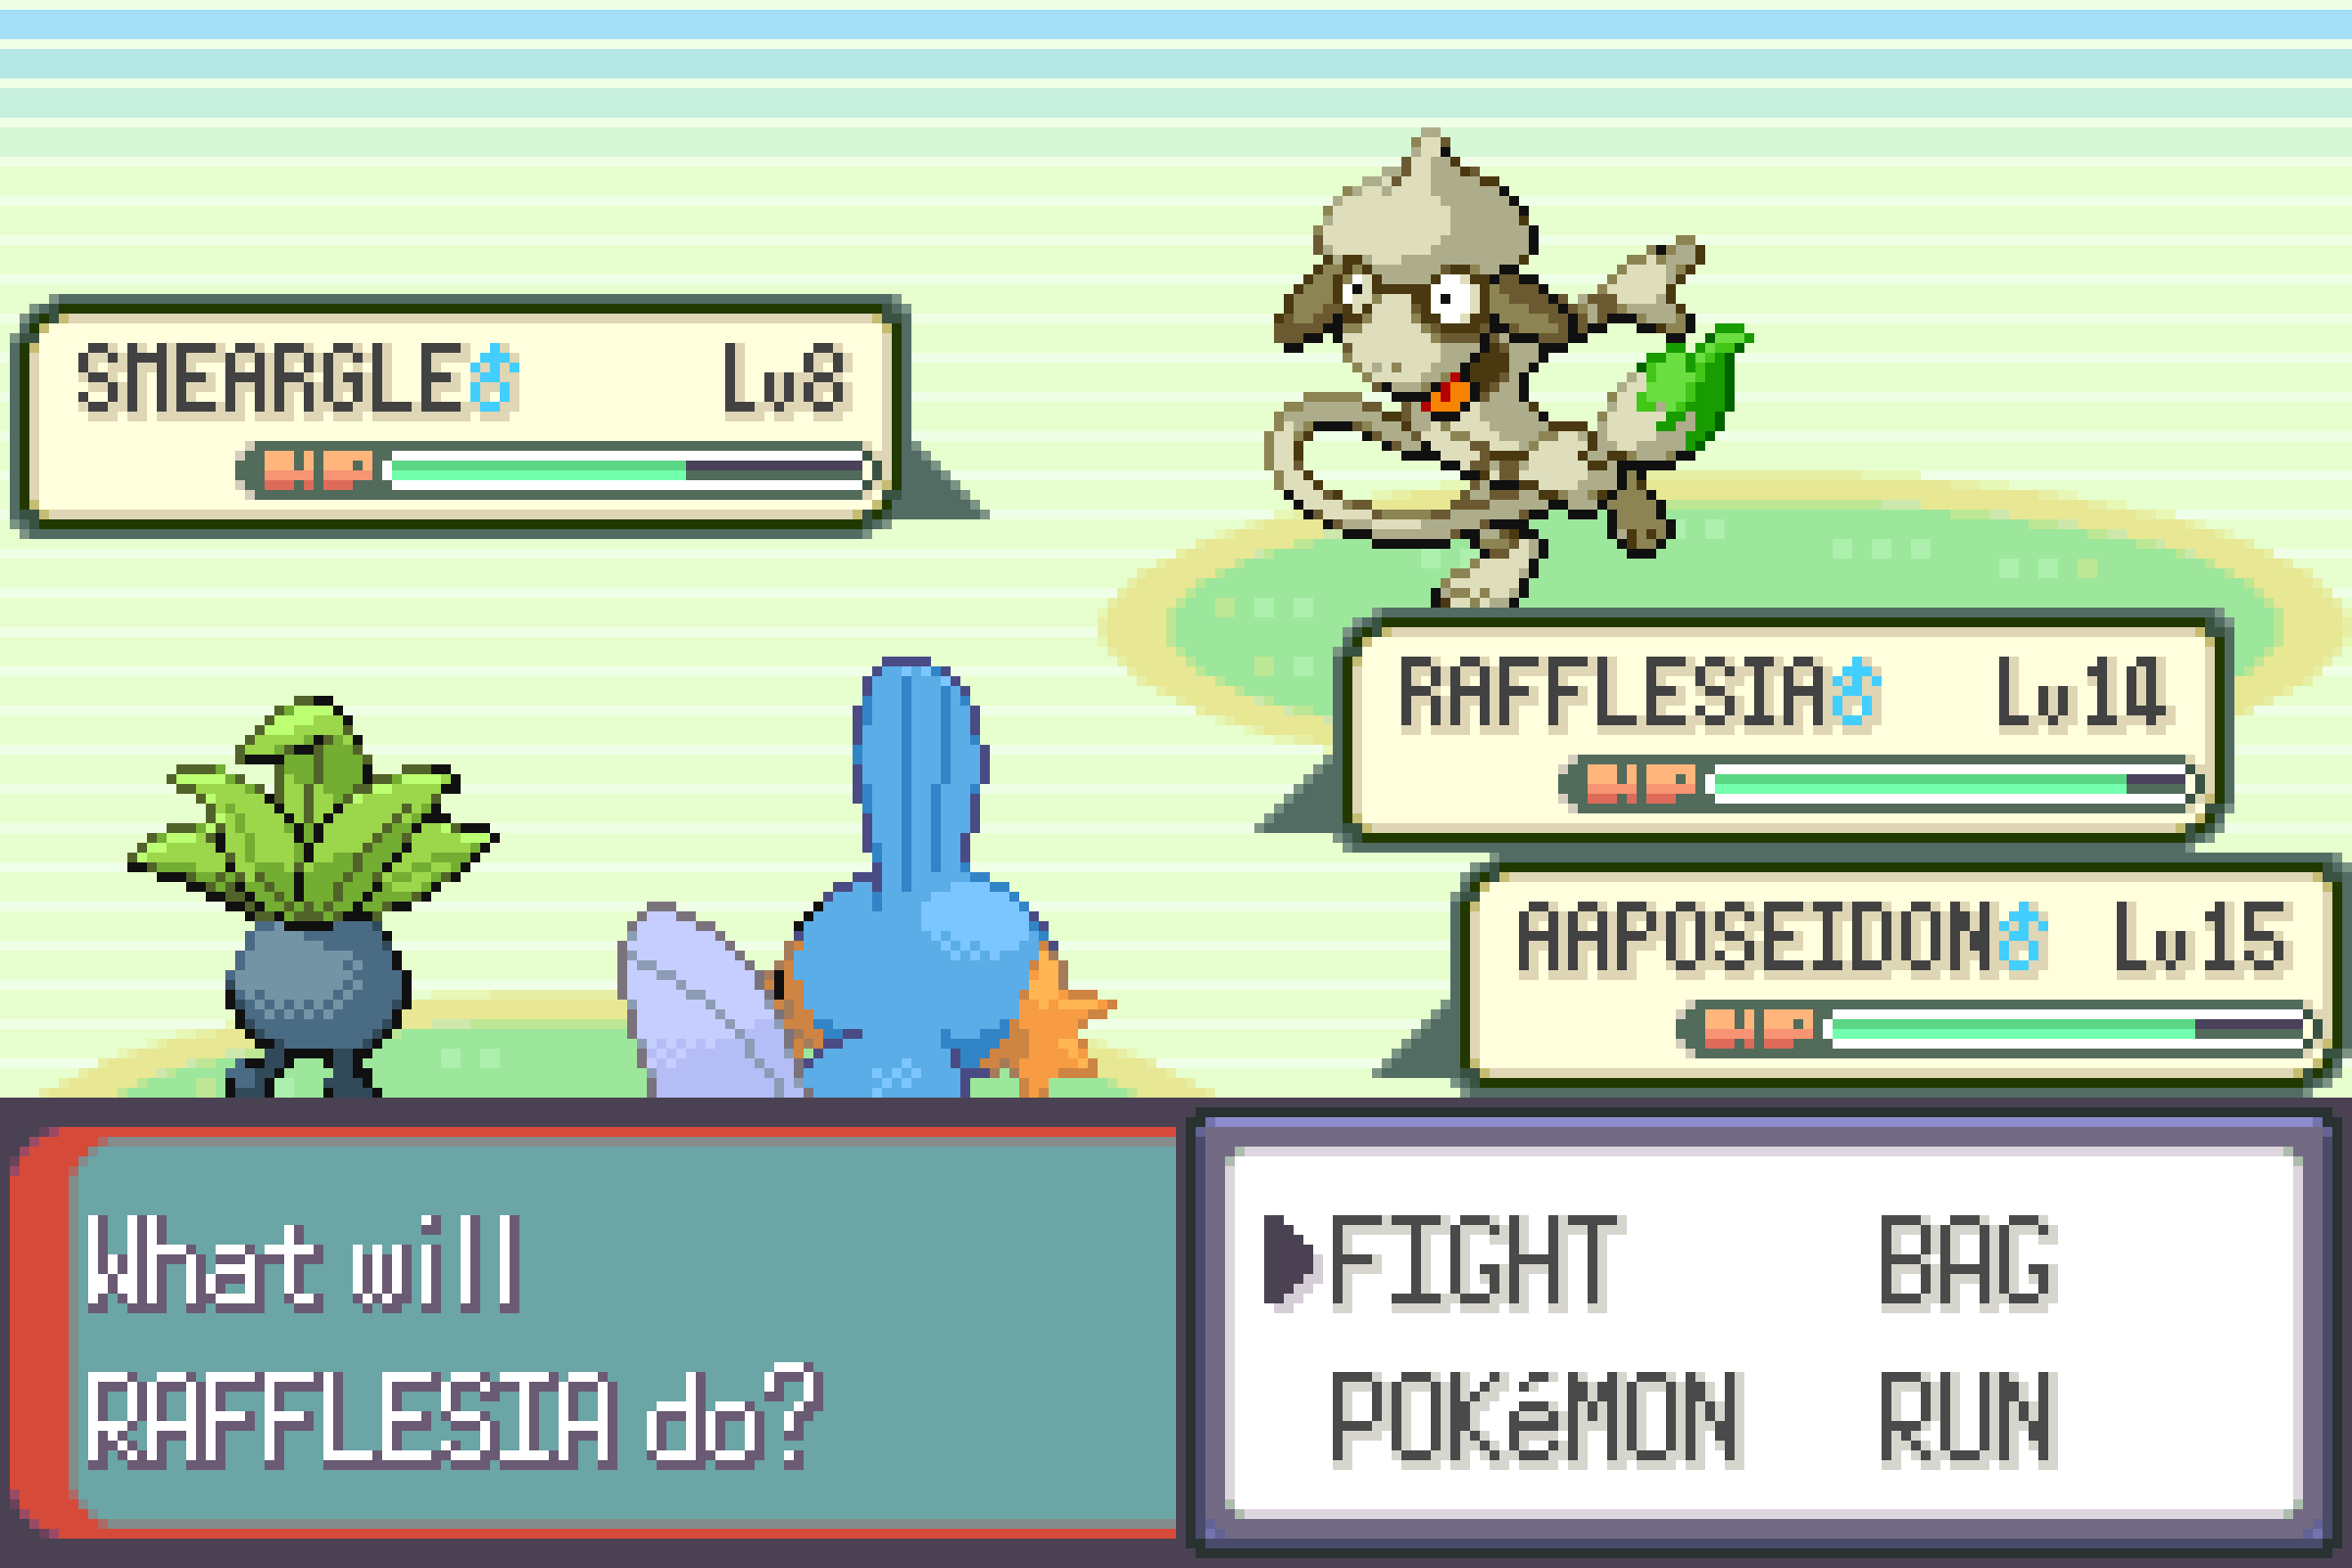 SMEARGLE♂ Lv8
HP
RAFFLESIA♂ Lv14
HP
AAPOSEIDON♂ Lv15
HP
What will
RAFFLESIA do?
FIGHT BAG
POKéMON RUN